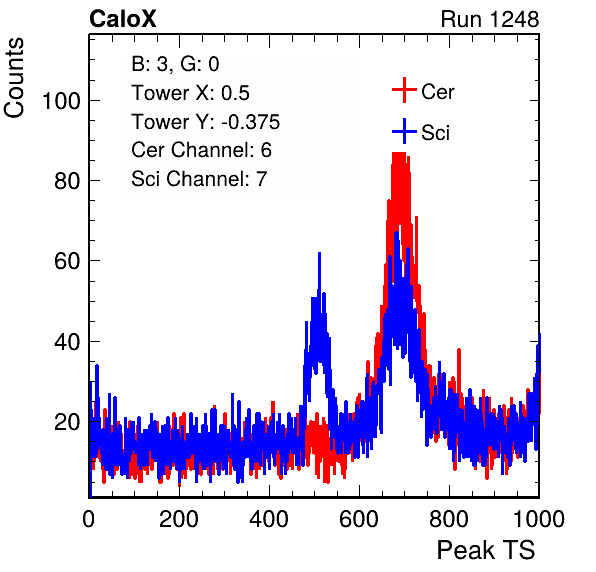 CaloX
Run 1248
Counts
B: 3, G: 0
Tower X: 0.5
Tower Y: -0.375
Cer Channel: 6
Sci Channel: 7
Cer
Sci
100
80
60
40
20
0 200 400 600 800 1000
Peak TS